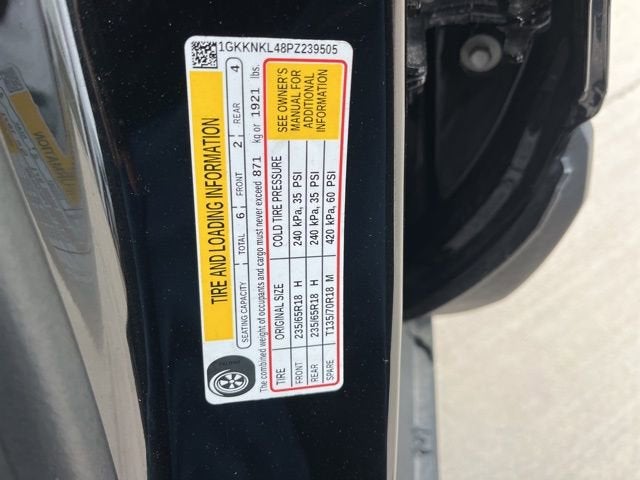 1GKKNKL48PZ239505
TIRE AND LOADING INFORMATION
SEATING CAPACITY TOTAL 6 FRONT 2 REAR 4
The combined weight of occupants and cargo must never exceed 871 kg or 1921 lbs.
TIRE ORIGINAL SIZE COLD TIRE PRESSURE
FRONT 235/65R18 H 240 kPa, 35 PSI
REAR 235/65R18 H 240 kPa, 35 PSI
SPARE T135/70R18 M 420 kPa, 60 PSI
SEE OWNER'S
MANUAL FOR
ADDITIONAL
INFORMATION